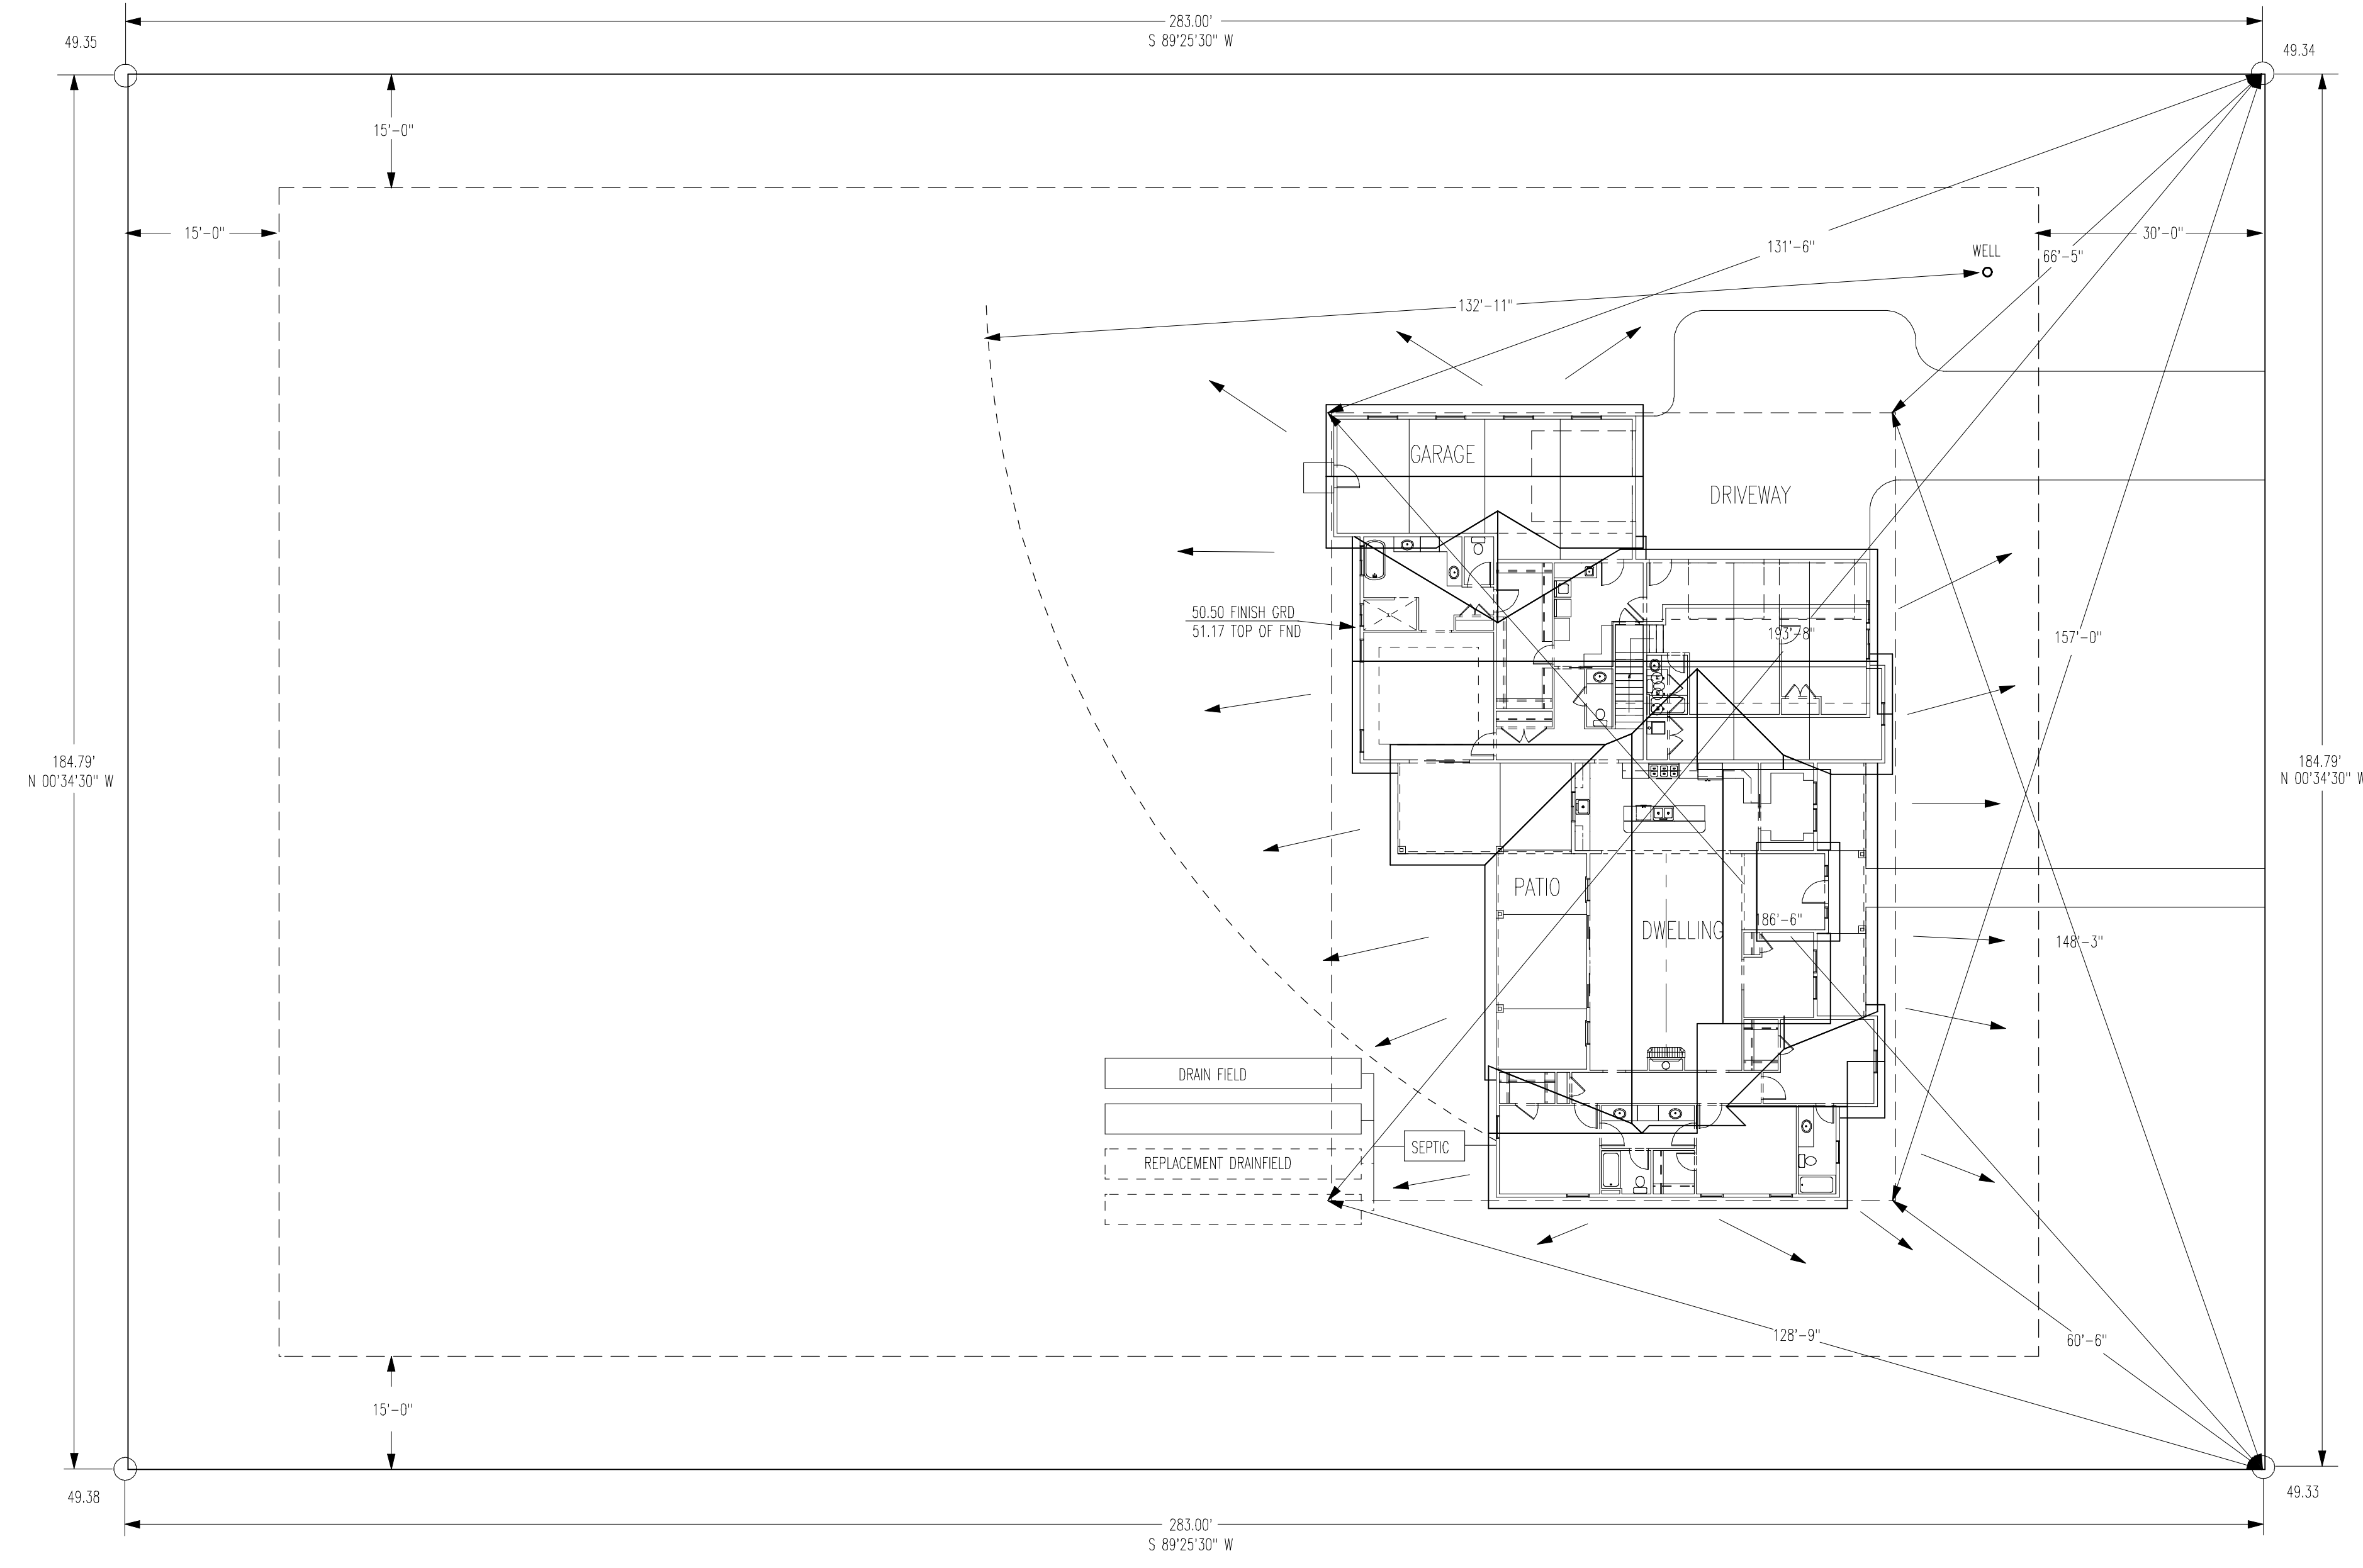 283.00'
S 89'25'30" W
49.35
49.34
15'-0"
15'-0"
30'-0"
131'-6"
WELL
66'-5"
132'-11"
GARAGE
DRIVEWAY
50.50 FINISH GRD
51.17 TOP OF FND
193'-8"
157'-0"
184.79'
N 00'34'30" W
184.79'
N 00'34'30" W
PATIO
186'-6"
DWELLING
148'-3"
DRAIN FIELD
SEPTIC
REPLACEMENT DRAINFIELD
128'-9"
60'-6"
15'-0"
49.38
49.33
283.00'
S 89'25'30" W